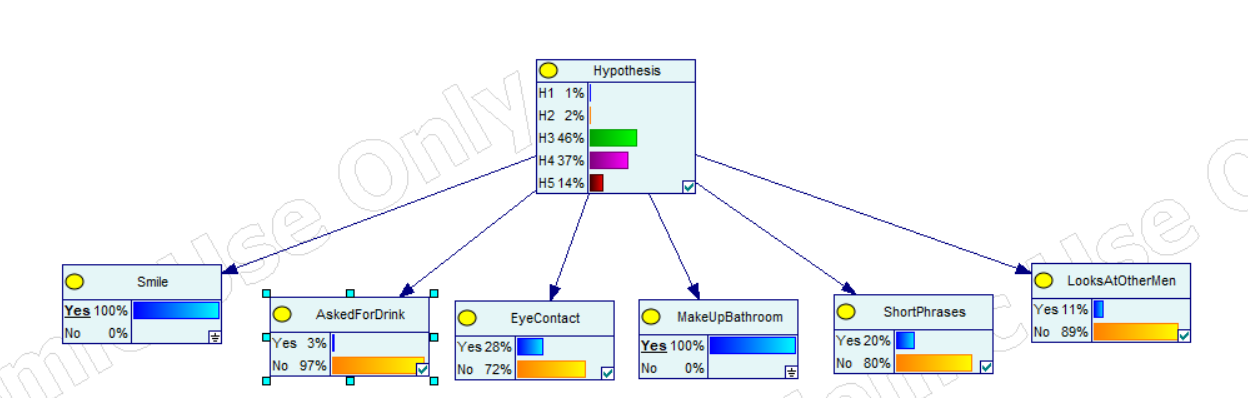 Hypothesis
H1 1%
H2 2%
H3 46%
H4 37%
H5 14%
Smile
Yes 100%
No 0%
AskedForDrink
Yes 3%
No 97%
EyeContact
Yes 28%
No 72%
MakeUpBathroom
Yes 100%
No 0%
ShortPhrases
Yes 20%
No 80%
LooksAtOtherMen
Yes 11%
No 89%
Use Only